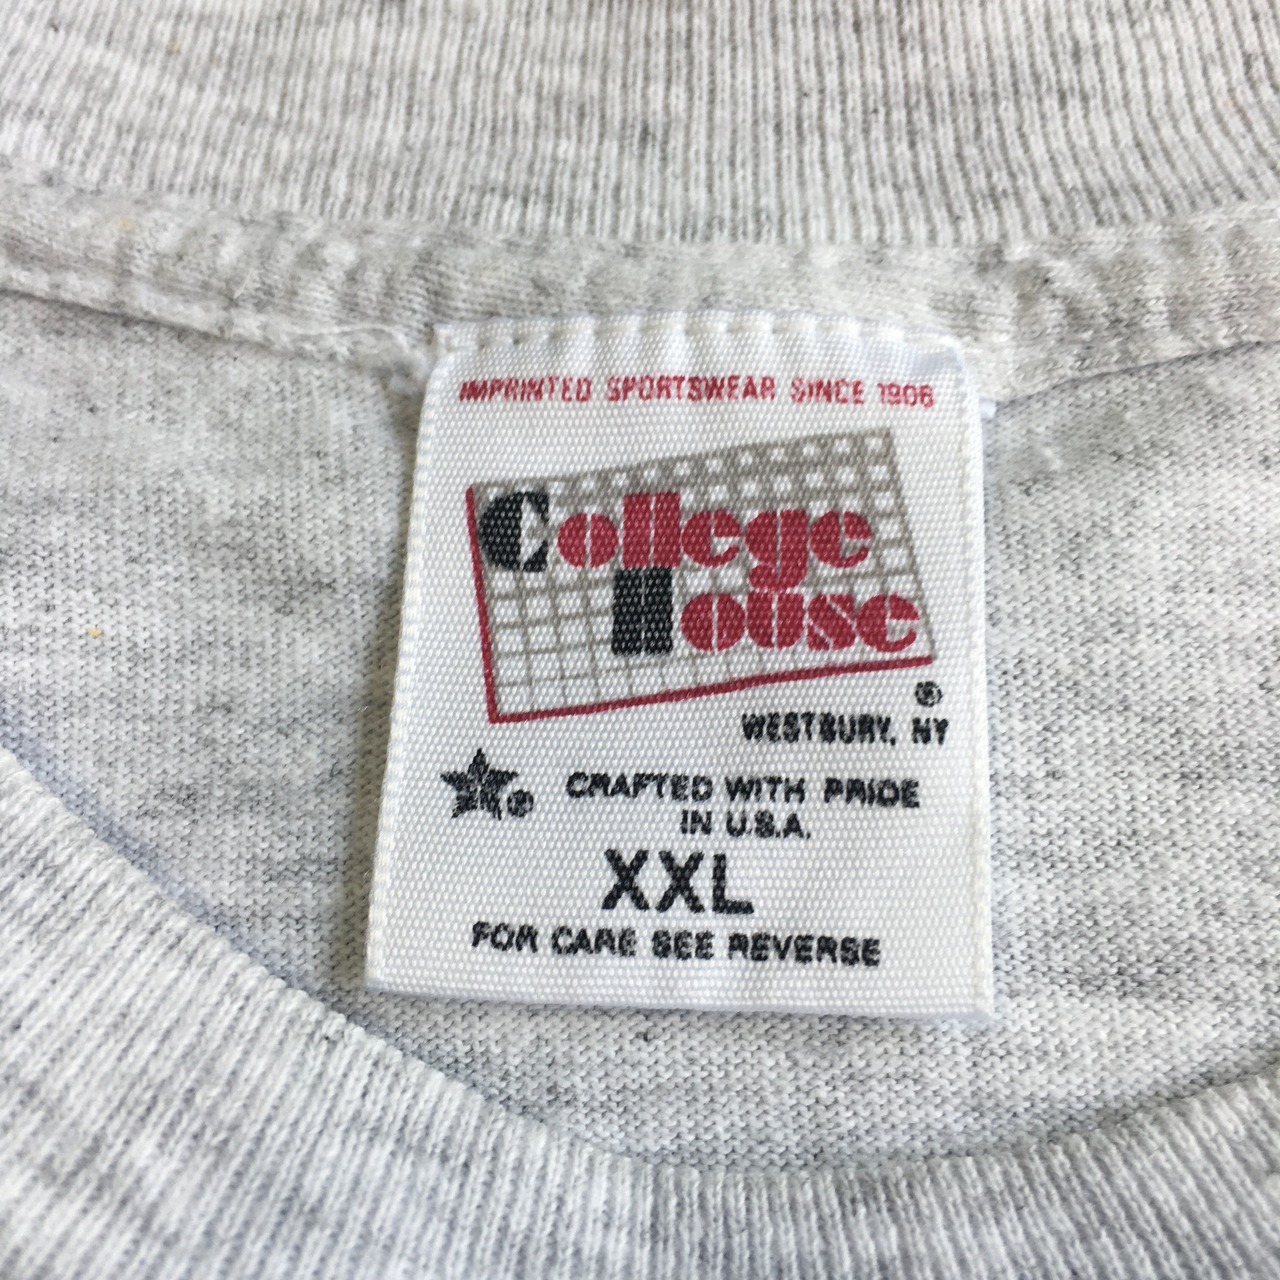 IMPRINTED SPORTSWEAR SINCE 1906
College
House
®
WESTBURY, NY
® CRAFTED WITH PRIDE
IN U.S.A.
XXL
FOR CARE SEE REVERSE